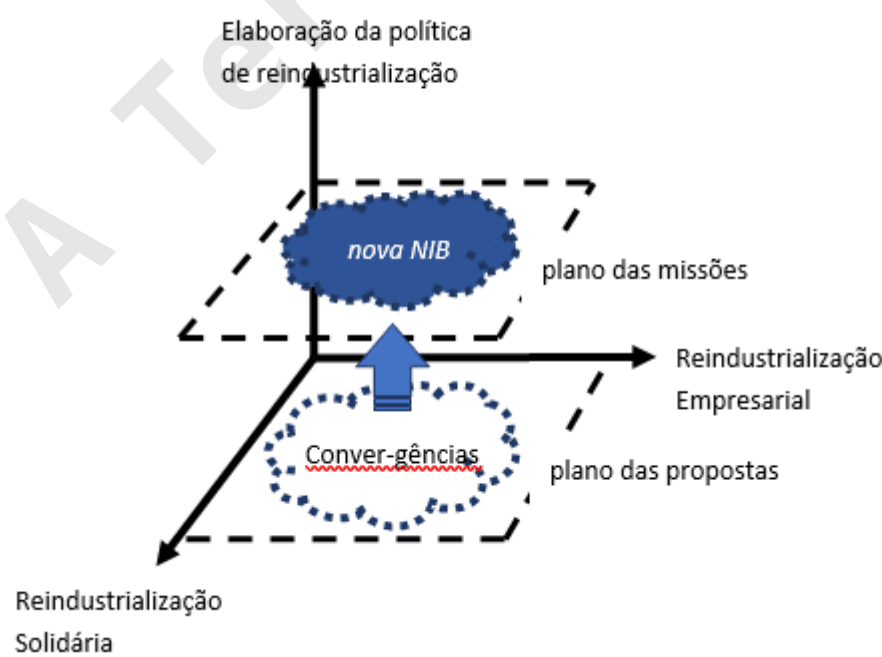 Elaboração da política
de reindustrialização
A Ter
nova NIB
plano das missões
Reindustrialização
Empresarial
Conver-gências
plano das propostas
Reindustrialização
Solidária